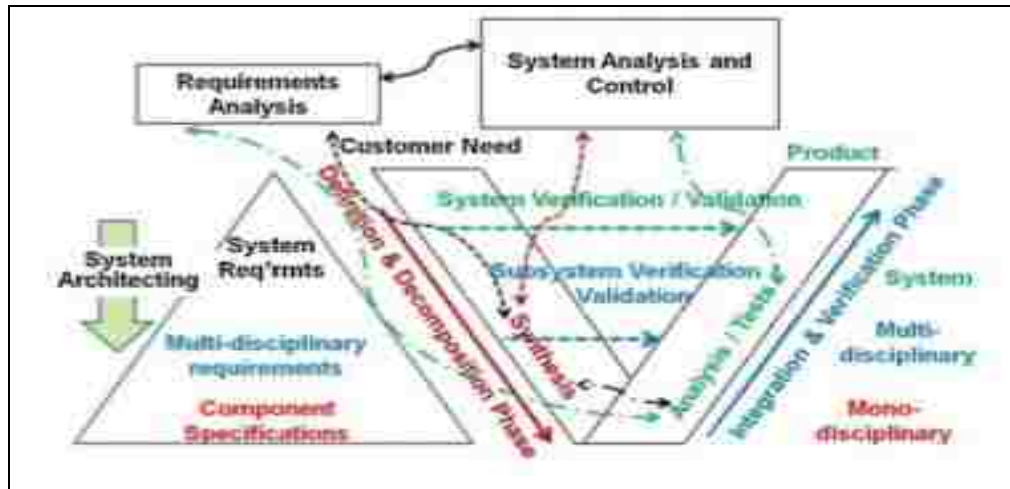 Requirements
Analysis
System Analysis and
Control
Customer Need
Product
System
Architecting
System
Req'rmts
Multi-disciplinary
requirements
Component
Specifications
Definition & Decomposition Phase
System Verification / Validation
Subsystem Verification /
Validation
Synthesis
Analysis / Tests
Integration & Verification Phase
System
Multi-
disciplinary
Mono-
disciplinary